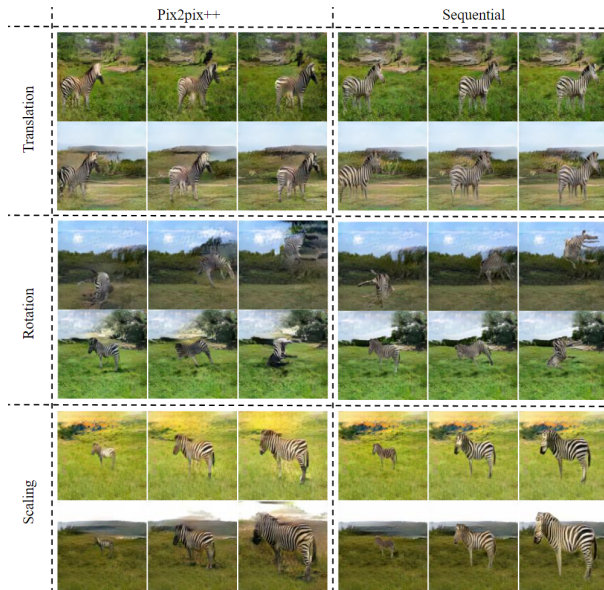 Pix2pix++
Sequential
Translation
Rotation
Scaling